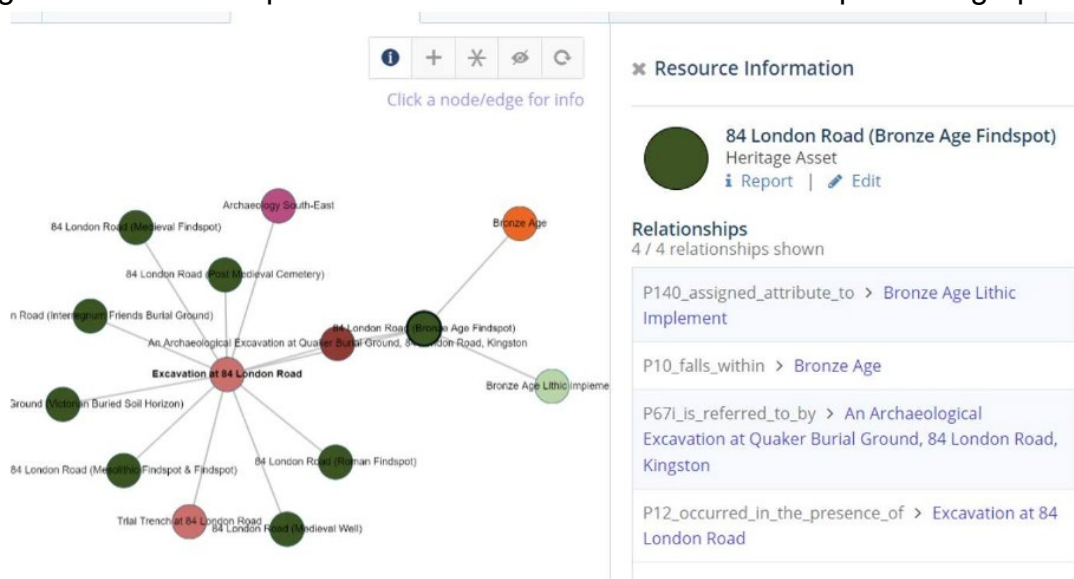 Click a node/edge for info
Archaeology South-East
84 London Road (Medieval Findspot)
Bronze Age
84 London Road (Post Medieval Cemetery)
n Road (Interregnum Friends Burial Ground)
84 London Road (Bronze Age Findspot)
An Archaeological Excavation at Quaker Burial Ground, 84 London Road, Kingston
Excavation at 84 London Road
Bronze Age Lithic Impleme
Ground (Victorian Buried Soil Horizon)
84 London Road (Mesolithic Findspot & Findspot)
84 London Road (Roman Findspot)
Trial Trench at 84 London Road
84 London Road (Medieval Well)
Resource Information
84 London Road (Bronze Age Findspot)
Heritage Asset
Report | Edit
Relationships
4 / 4 relationships shown
P140_assigned_attribute_to > Bronze Age Lithic
Implement
P10_falls_within > Bronze Age
P67i_is_referred_to_by > An Archaeological
Excavation at Quaker Burial Ground, 84 London Road,
Kingston
P12_occurred_in_the_presence_of > Excavation at 84
London Road